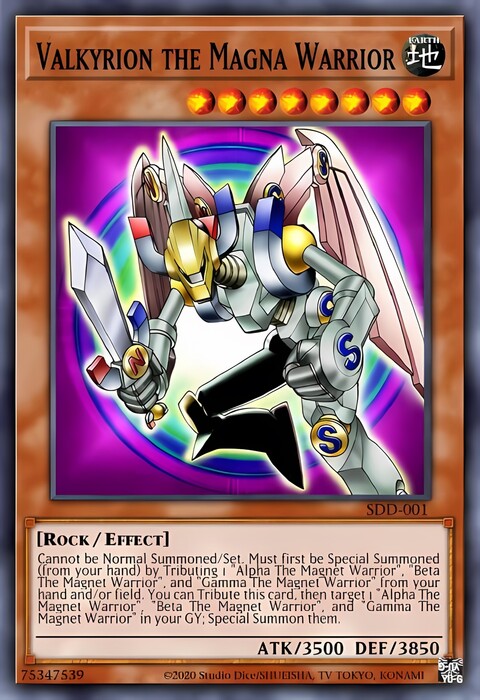 VALKYRION THE MAGNA WARRIOR
EARTH
地
N
S
S
C
N
S
S
SDD-001
[ROCK / EFFECT]
Cannot be Normal Summoned/Set. Must first be Special Summoned
(from your hand) by Tributing 1 "Alpha The Magnet Warrior", "Beta
The Magnet Warrior", and "Gamma The Magnet Warrior" from your
hand and/or field. You can Tribute this card, then target 1 "Alpha The
Magnet Warrior", "Beta The Magnet Warrior", and "Gamma The
Magnet Warrior" in your GY; Special Summon them.
ATK/3500 DEF/3850
75347539
©2020 Studio Dice/SHUEISHA, TV TOKYO, KONAMI